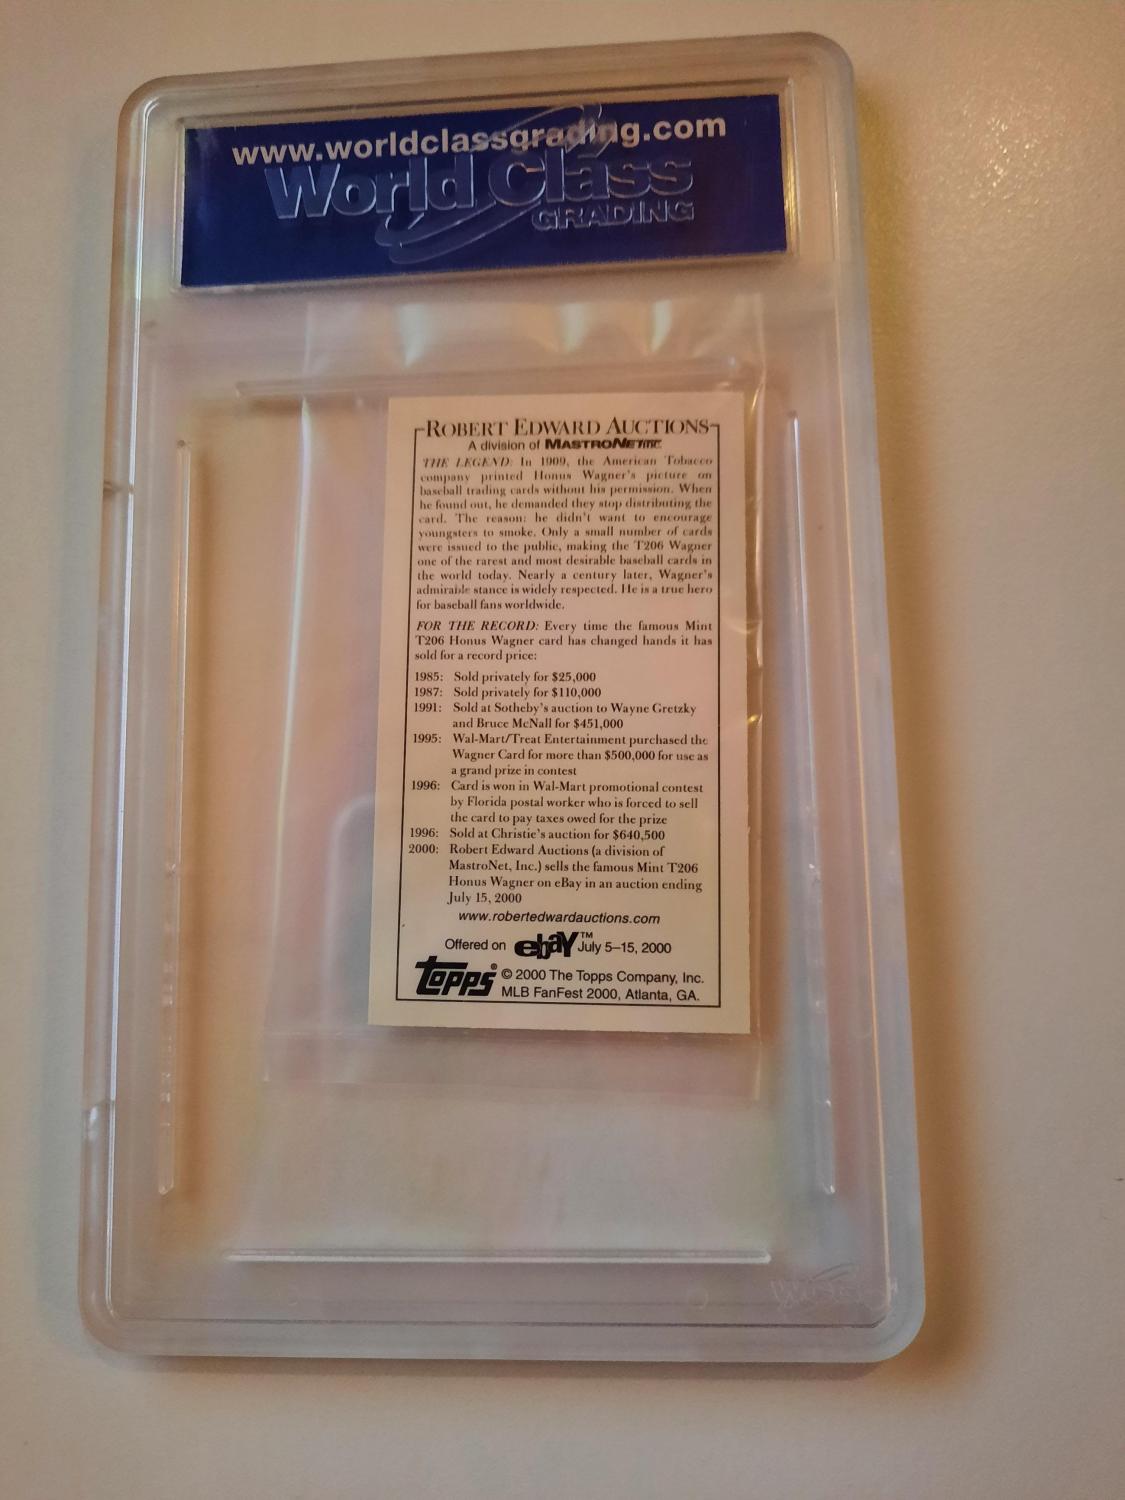 www.worldclassgrading.com
World Class
GRADING
ROBERT EDWARD AUCTIONS
A division of MASTRONET INC.
THE LEGEND: In 1909, the American Tobacco
company printed Honus Wagner's picture on
baseball trading cards without his permission. When
he found out, he demanded they stop distributing the
card. The reason: he didn't want to encourage
youngsters to smoke. Only a small number of cards
were issued to the public, making the T206 Wagner
one of the rarest and most desirable baseball cards in
the world today. Nearly a century later, Wagner's
admirable stance is widely respected. He is a true hero
for baseball fans worldwide.
FOR THE RECORD: Every time the famous Mint
T206 Honus Wagner card has changed hands it has
sold for a record price:
1985: Sold privately for $25,000
1987: Sold privately for $110,000
1991: Sold at Sotheby's auction to Wayne Gretzky
and Bruce McNall for $451,000
1995: Wal-Mart/Treat Entertainment purchased the
Wagner Card for more than $500,000 for use as
a grand prize in contest
1996: Card is won in Wal-Mart promotional contest
by Florida postal worker who is forced to sell
the card to pay taxes owed for the prize
1996: Sold at Christie's auction for $640,500
2000: Robert Edward Auctions (a division of
MastroNet, Inc.) sells the famous Mint T206
Honus Wagner on eBay in an auction ending
July 15, 2000
www.robertedwardauctions.com
Offered on ebaY™ July 5–15, 2000
Topps® © 2000 The Topps Company, Inc.
MLB FanFest 2000, Atlanta, GA.